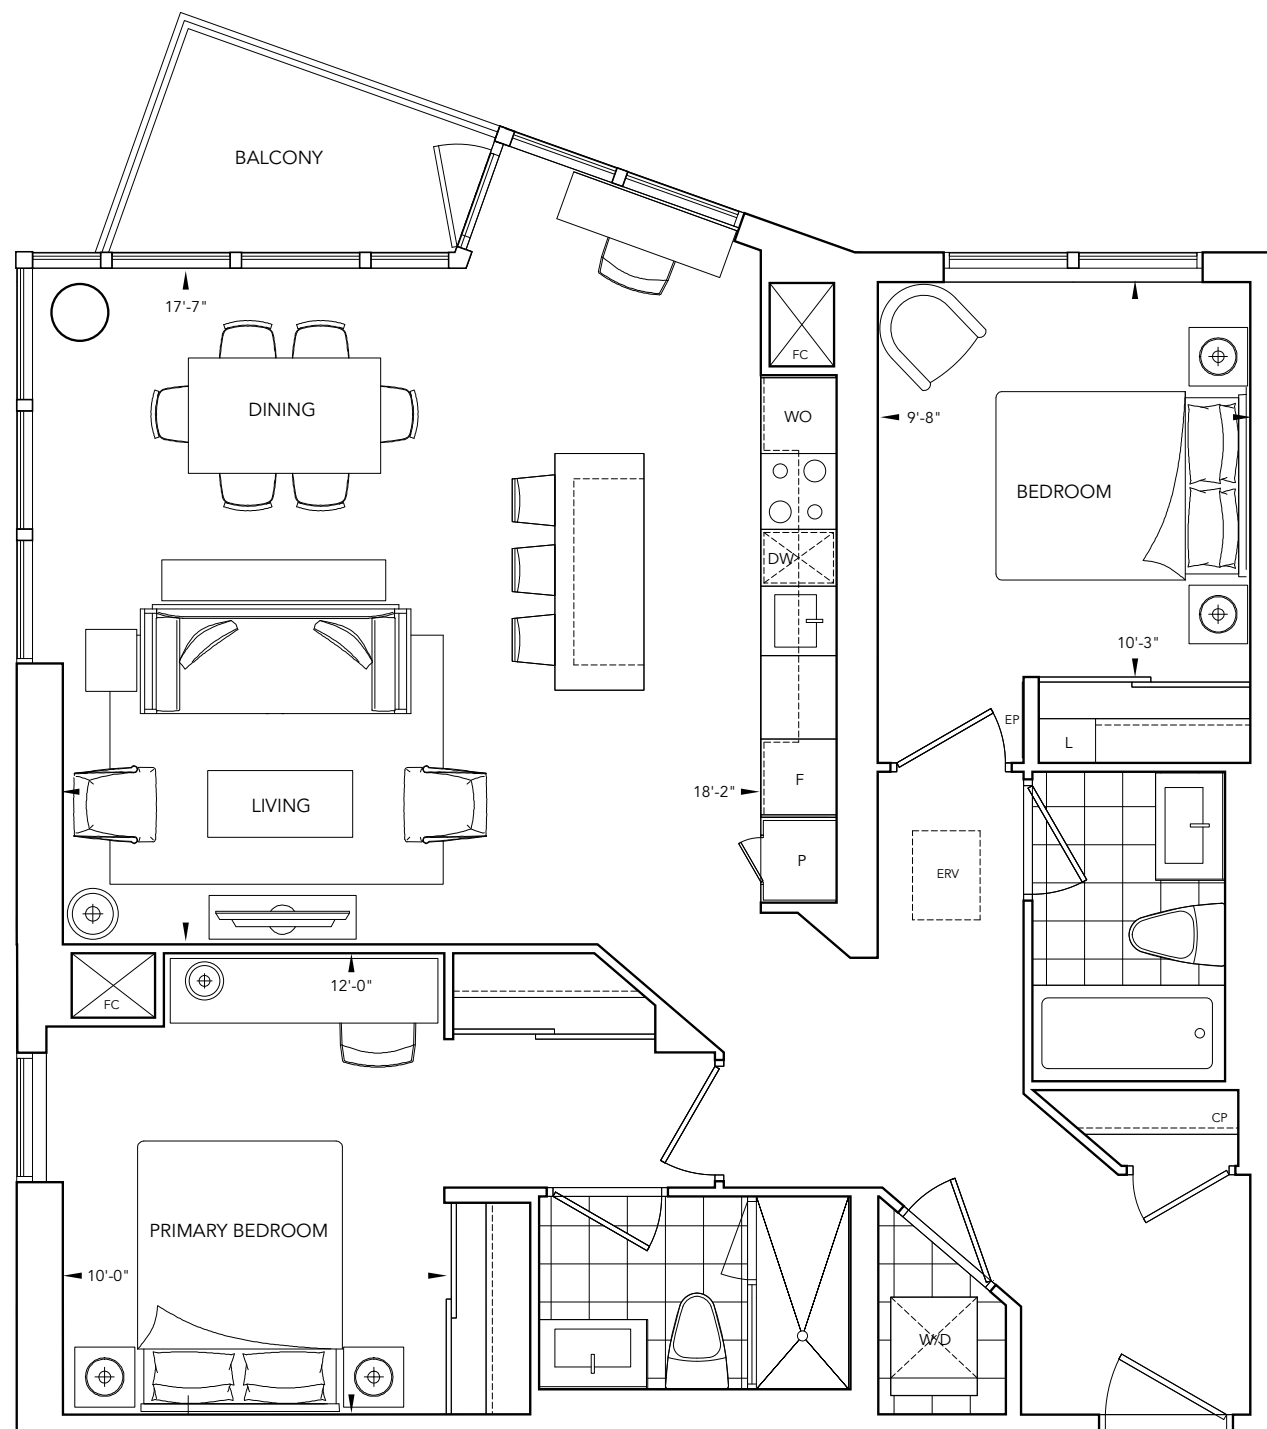 BALCONY
17'-7"
FC
DINING
WO
9'-8"
BEDROOM
DW
10'-3"
EP
L
LIVING
18'-2"
F
P
ERV
12'-0"
FC
CP
PRIMARY BEDROOM
10'-0"
W/D